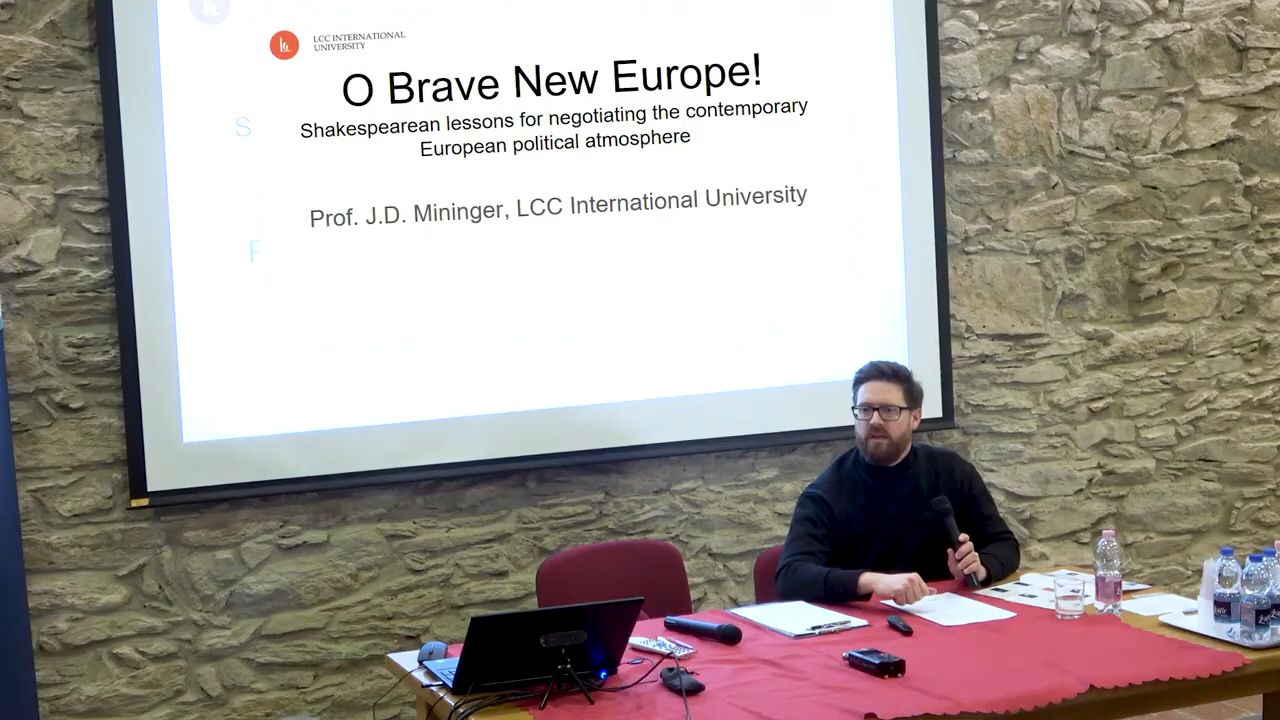 LCC INTERNATIONAL
UNIVERSITY
O Brave New Europe!
Shakespearean lessons for negotiating the contemporary
European political atmosphere
Prof. J.D. Mininger, LCC International University
S
F